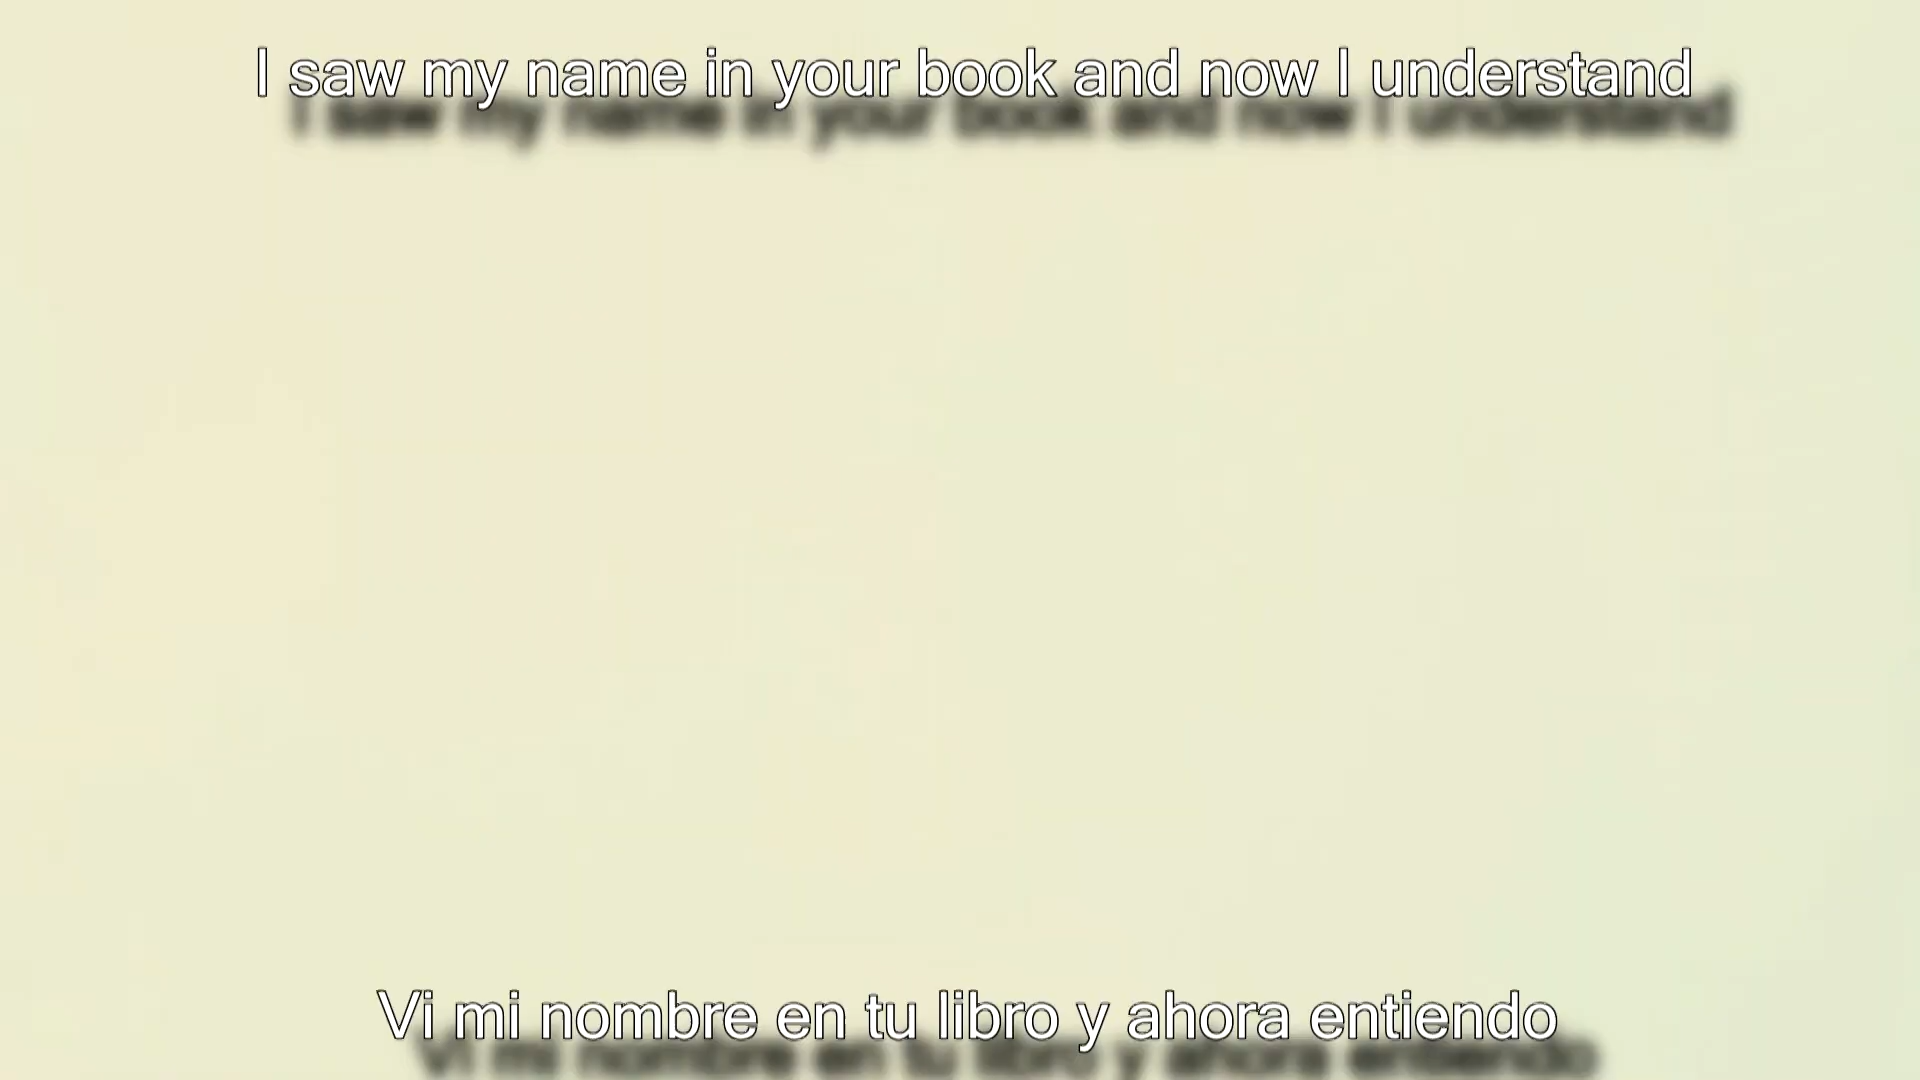 I saw my name in your book and now I understand
Vi mi nombre en tu libro y ahora entiendo